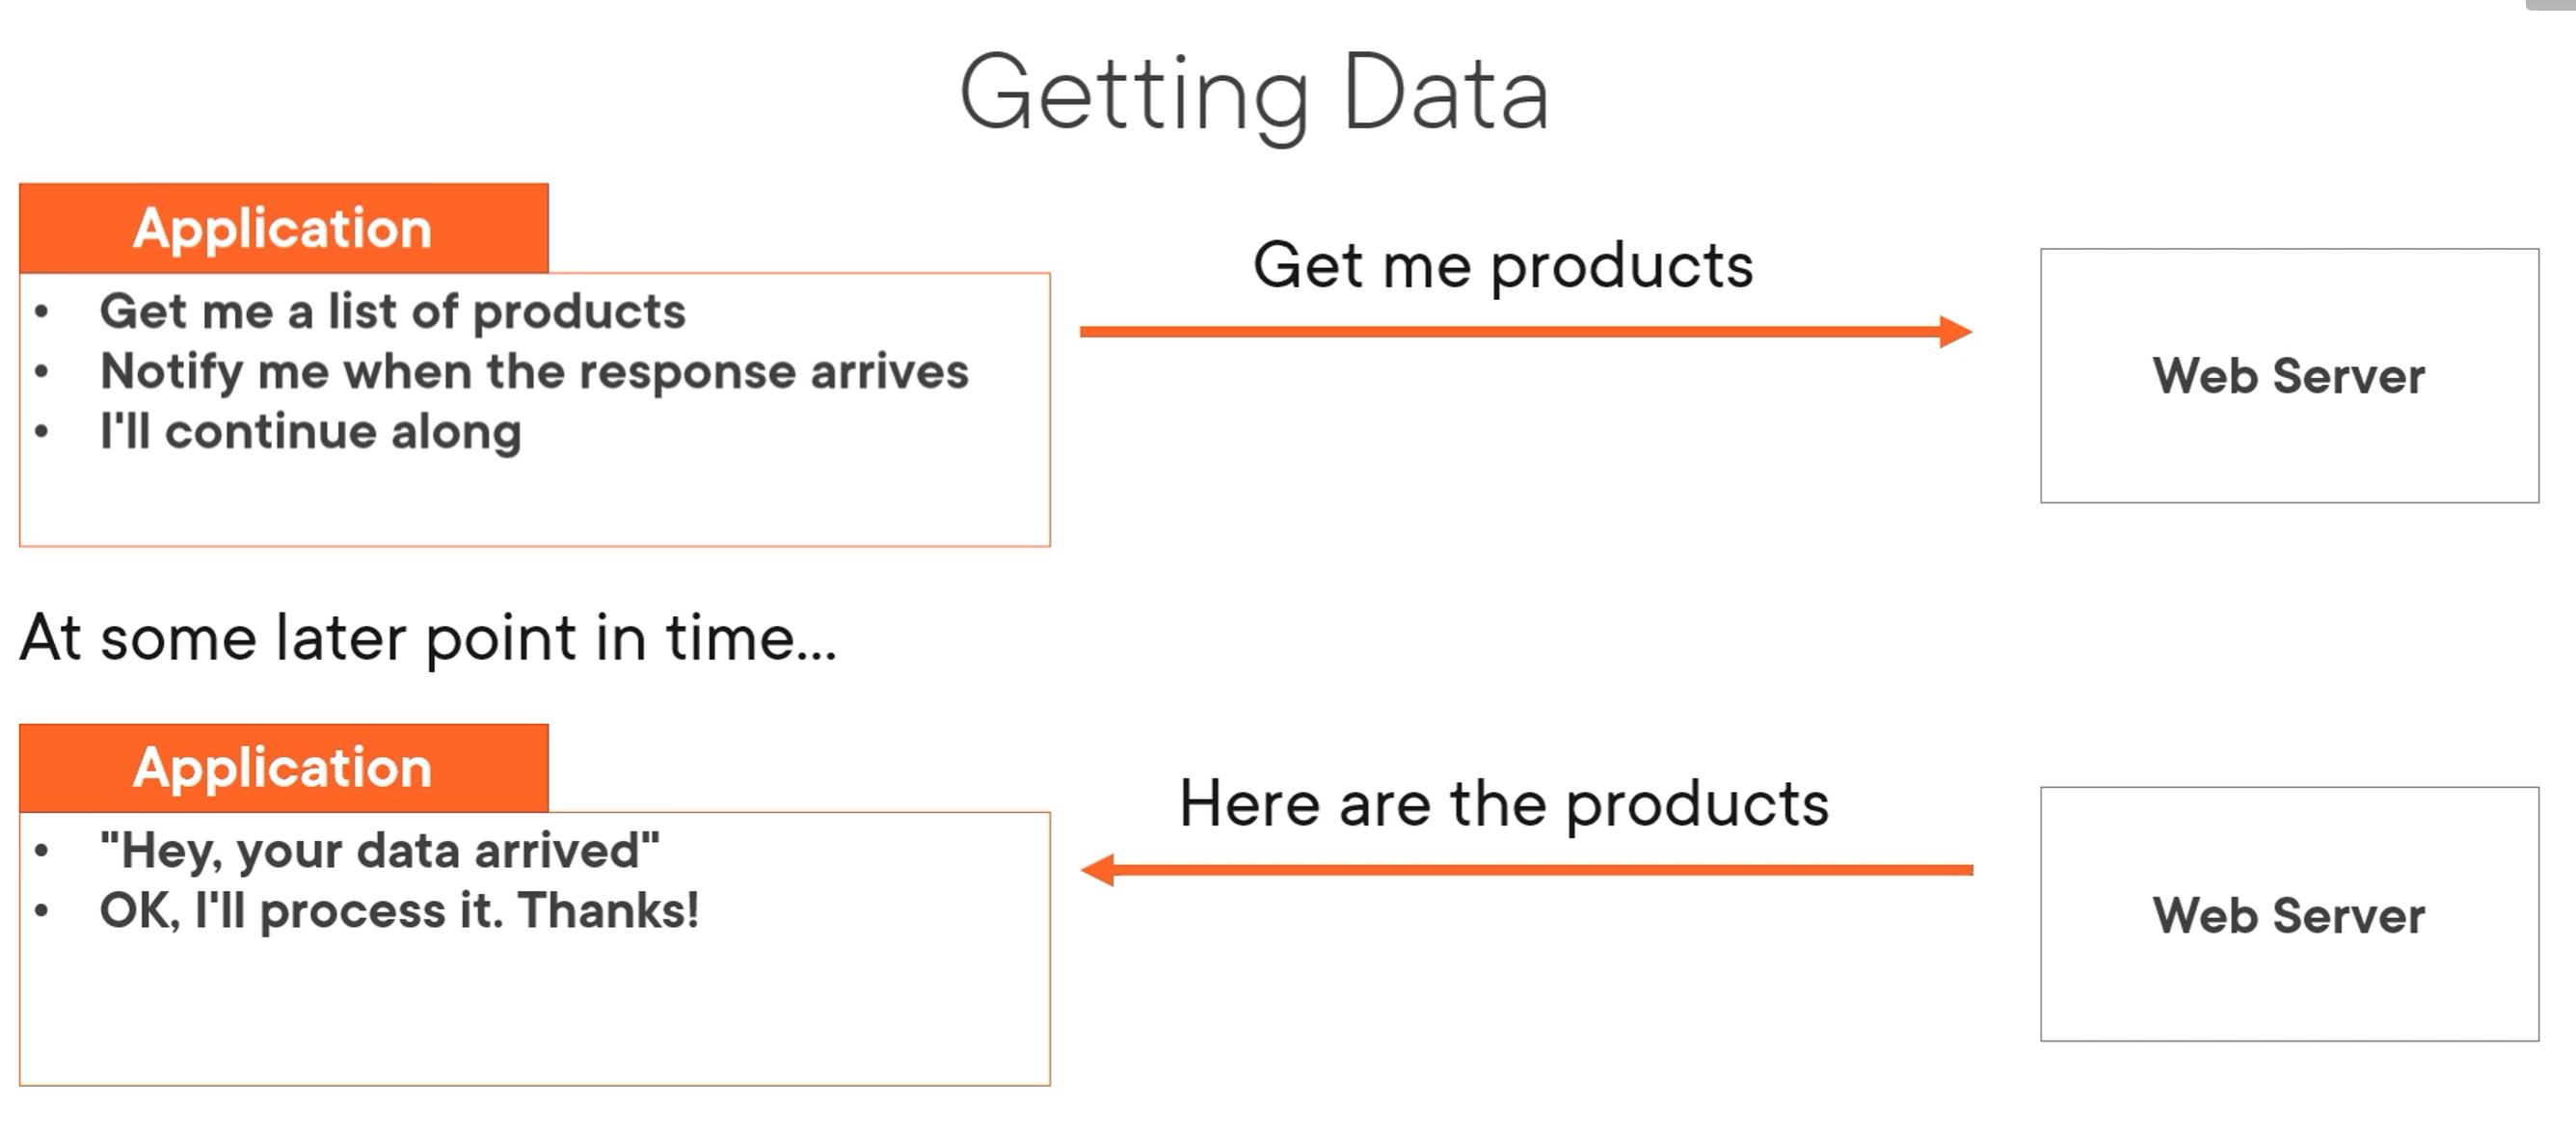 Getting Data
Application
• Get me a list of products
• Notify me when the response arrives
• I'll continue along
Get me products
Web Server
At some later point in time...
Application
• "Hey, your data arrived"
• OK, I'll process it. Thanks!
Here are the products
Web Server